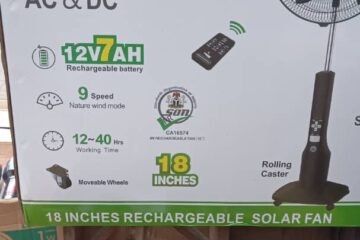 AC & DC
12V7AH
Rechargeable battery
9 Speed
Nature wind mode
SON
CA16574
12~40 Hrs
Working Time
18
INCHES
Moveable Wheels
Rolling
Caster
S
18 INCHES RECHARGEABLE SOLAR FAN